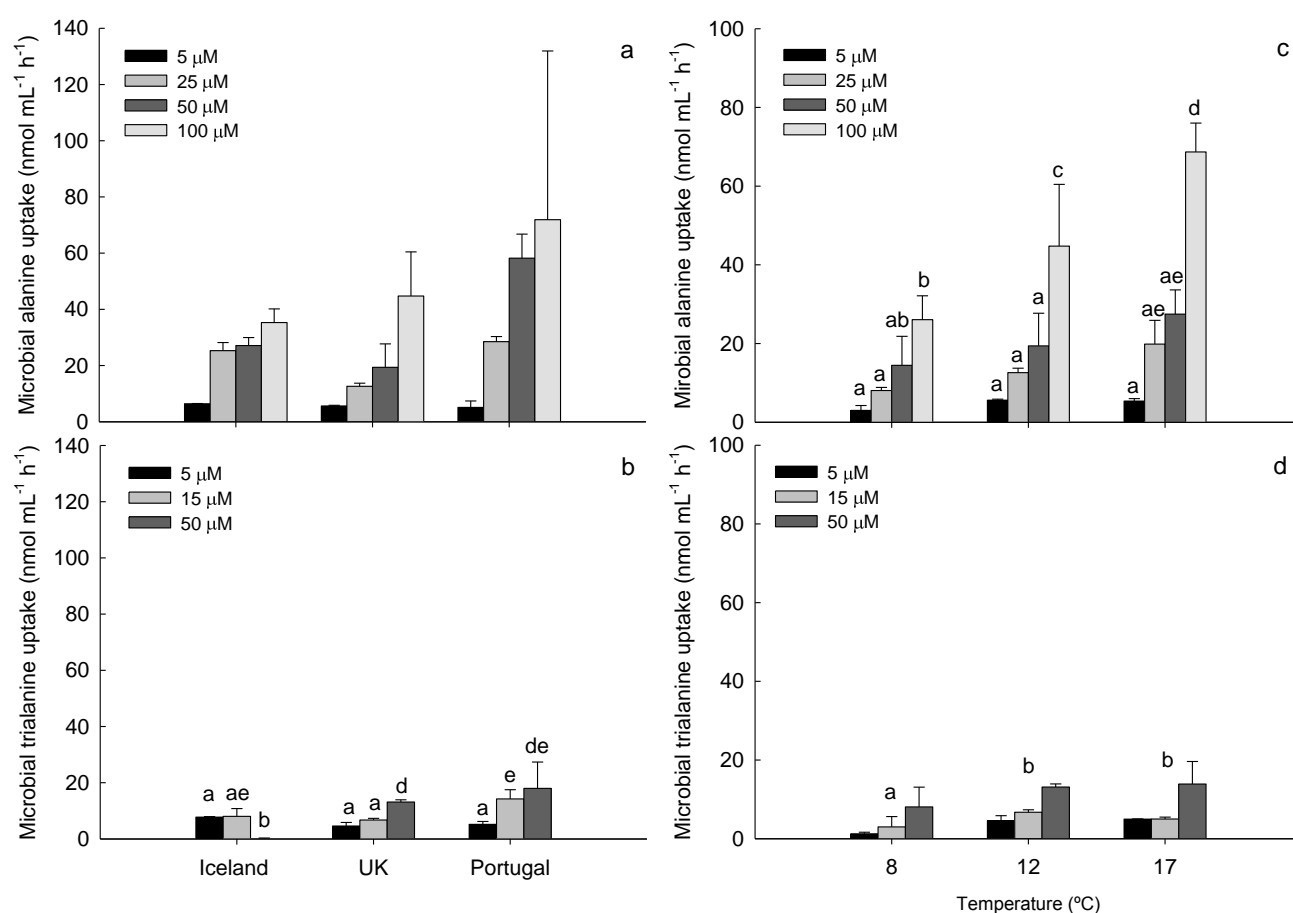 Microbial alanine uptake (nmol mL⁻¹ h⁻¹)
140
120
100
80
60
40
20
0
5 μM
25 μM
50 μM
100 μM
a
Mirobial alanine uptake (nmol mL⁻¹ h⁻¹)
100
80
60
40
20
0
5 μM
25 μM
50 μM
100 μM
c
a a ab b
a a a c
a ae ae d
Microbial trialanine uptake (nmol mL⁻¹ h⁻¹)
140
120
100
80
60
40
20
0
5 μM
15 μM
50 μM
b
a ae b
a a d
a e de
Iceland UK Portugal
Microbial trialanine uptake (nmol mL⁻¹ h⁻¹)
100
80
60
40
20
0
5 μM
15 μM
50 μM
d
a b b
8 12 17
Temperature (ºC)